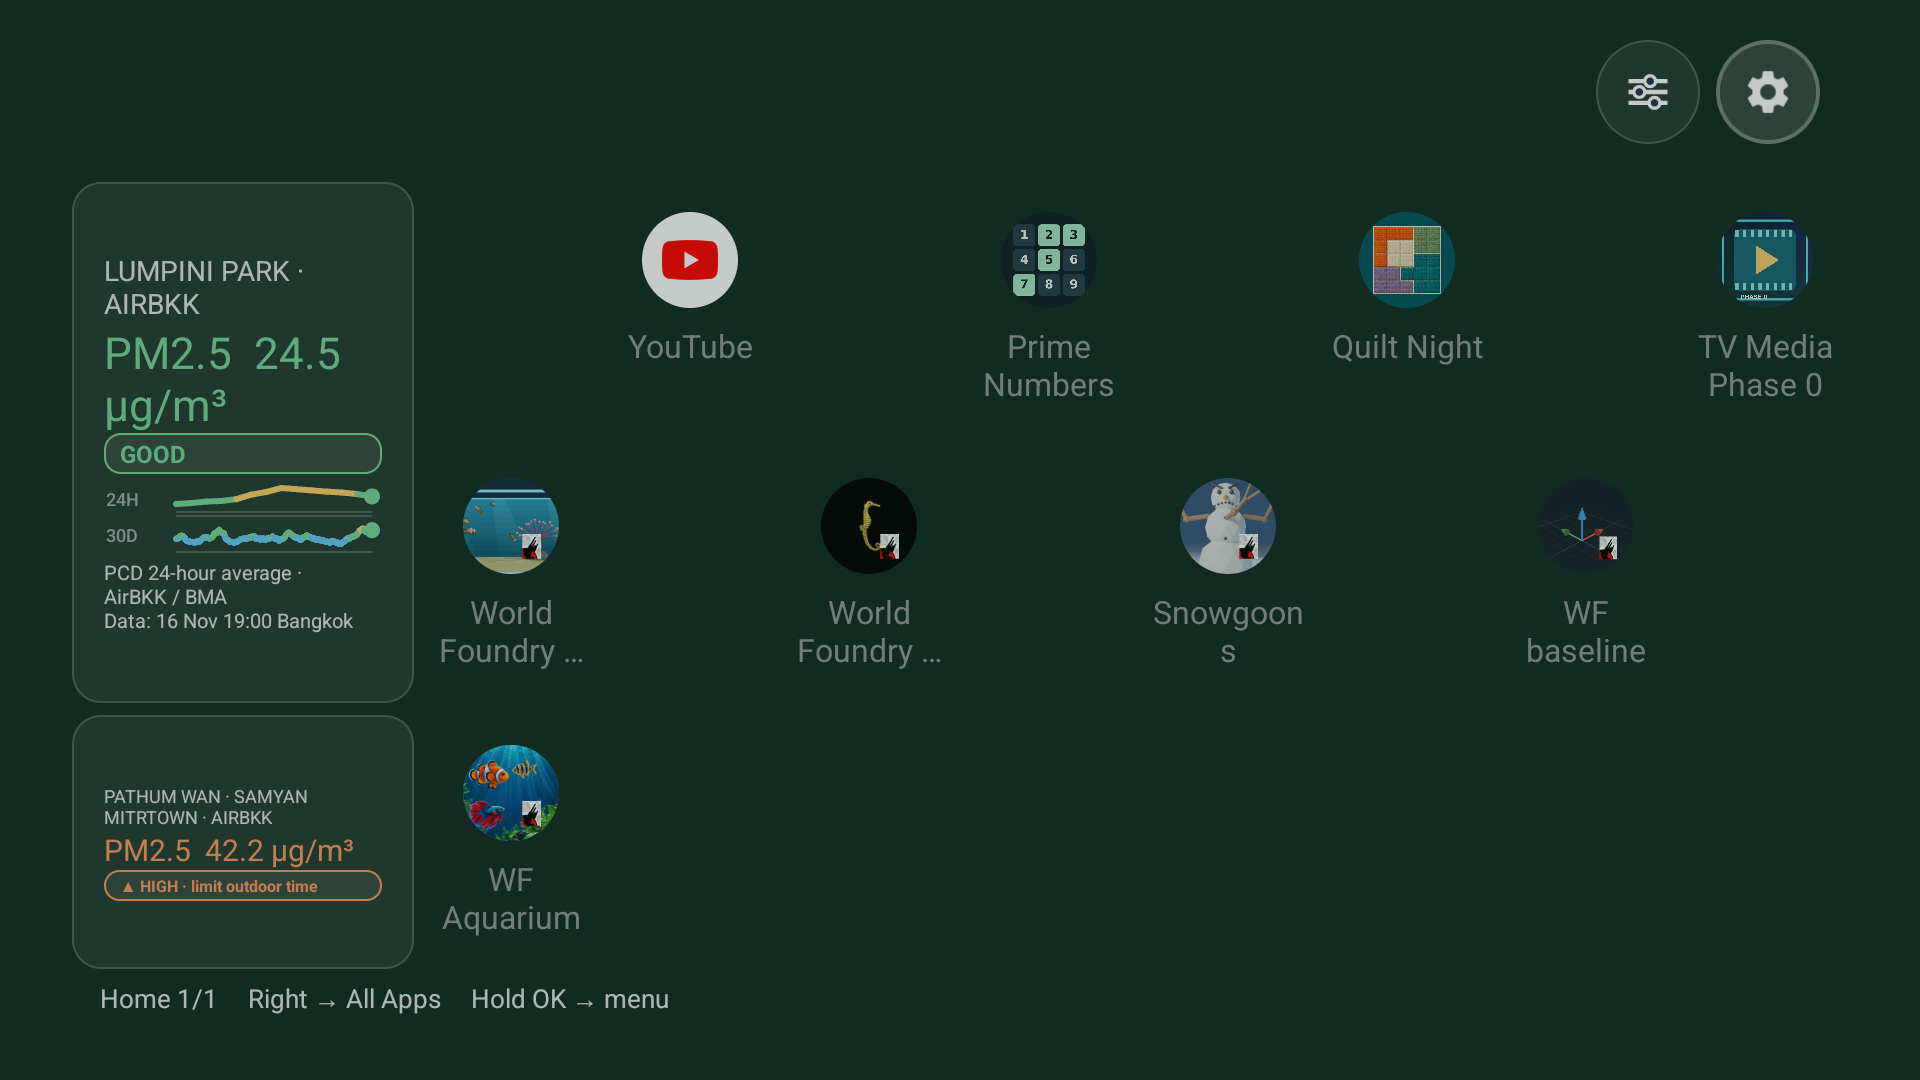 LUMPINI PARK ·
AIRBKK
PM2.5 24.5
µg/m³
GOOD
24H
30D
PCD 24-hour average ·
AirBKK / BMA
Data: 16 Nov 19:00 Bangkok
PATHUM WAN · SAMYAN
MITRTOWN · AIRBKK
PM2.5 42.2 µg/m³
▲ HIGH · limit outdoor time
YouTube
1 2 3
4 5 6
7 8 9
Prime
Numbers
Quilt Night
PHASE 0
TV Media
Phase 0
World
Foundry ...
World
Foundry ...
Snowgoon
s
WF
baseline
WF
Aquarium
Home 1/1 Right → All Apps Hold OK → menu